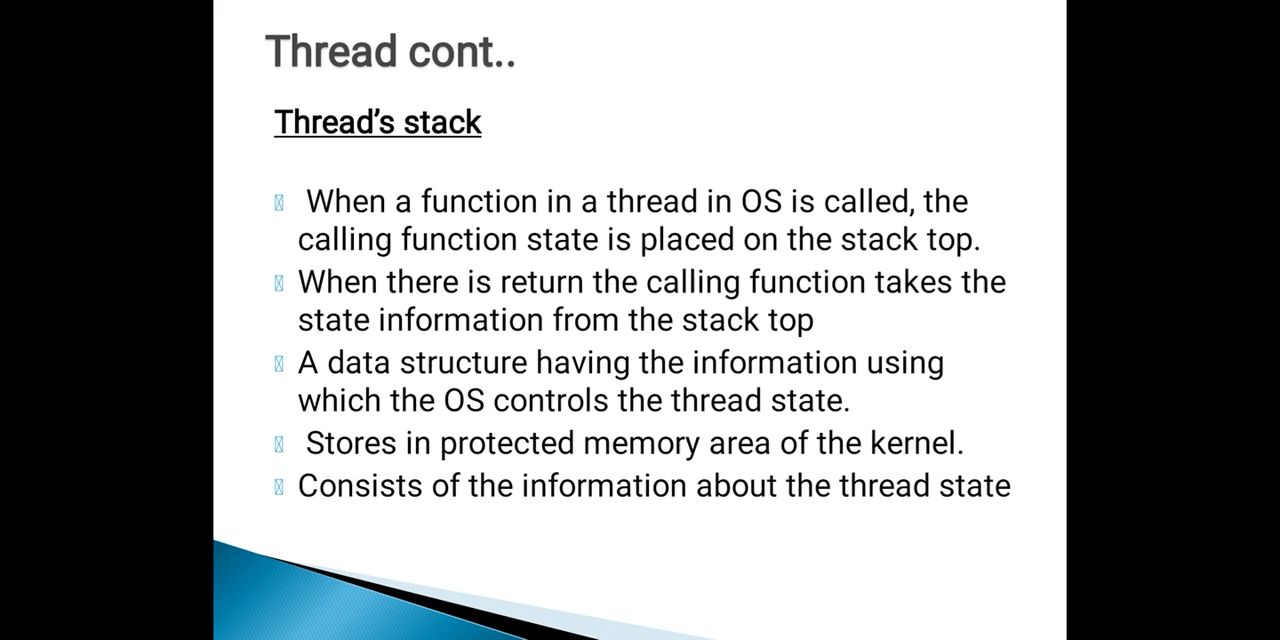 Thread cont..
Thread's stack
When a function in a thread in OS is called, the
calling function state is placed on the stack top.
When there is return the calling function takes the
state information from the stack top
A data structure having the information using
which the OS controls the thread state.
Stores in protected memory area of the kernel.
Consists of the information about the thread state